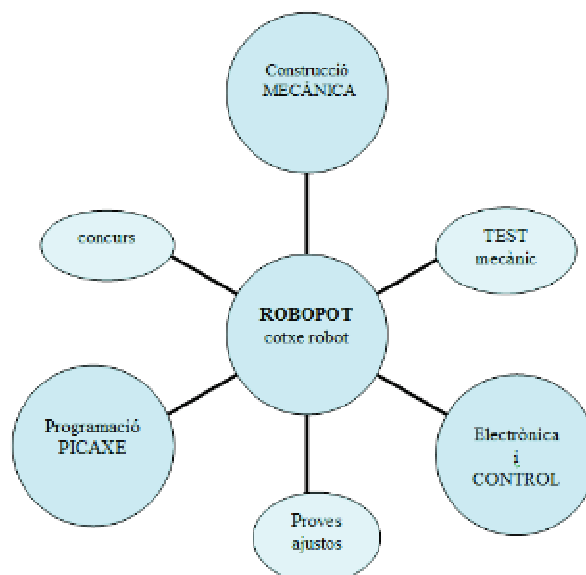 Construcció
MECÀNICA
concurs
TEST
mecànic
ROBOPOT
cotxe robot
Programació
PICAXE
Electrònica
i
CONTROL
Proves
ajustos